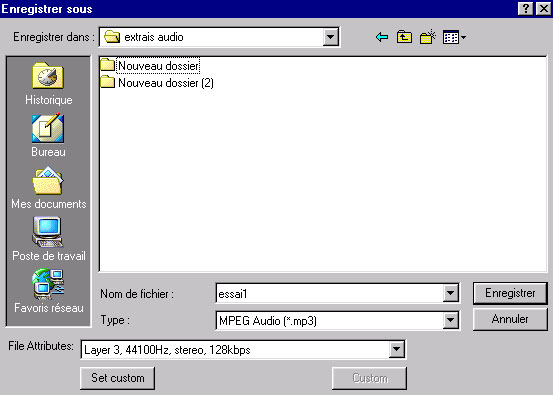 Enregistrer sous
Enregistrer dans : extrais audio
Nouveau dossier
Nouveau dossier (2)
Historique
Bureau
Mes documents
Poste de travail
Favoris réseau
Nom de fichier : essai1 Enregistrer
Type : MPEG Audio (*.mp3) Annuler
File Attributes: Layer 3, 44100Hz, stereo, 128kbps
Set custom Custom